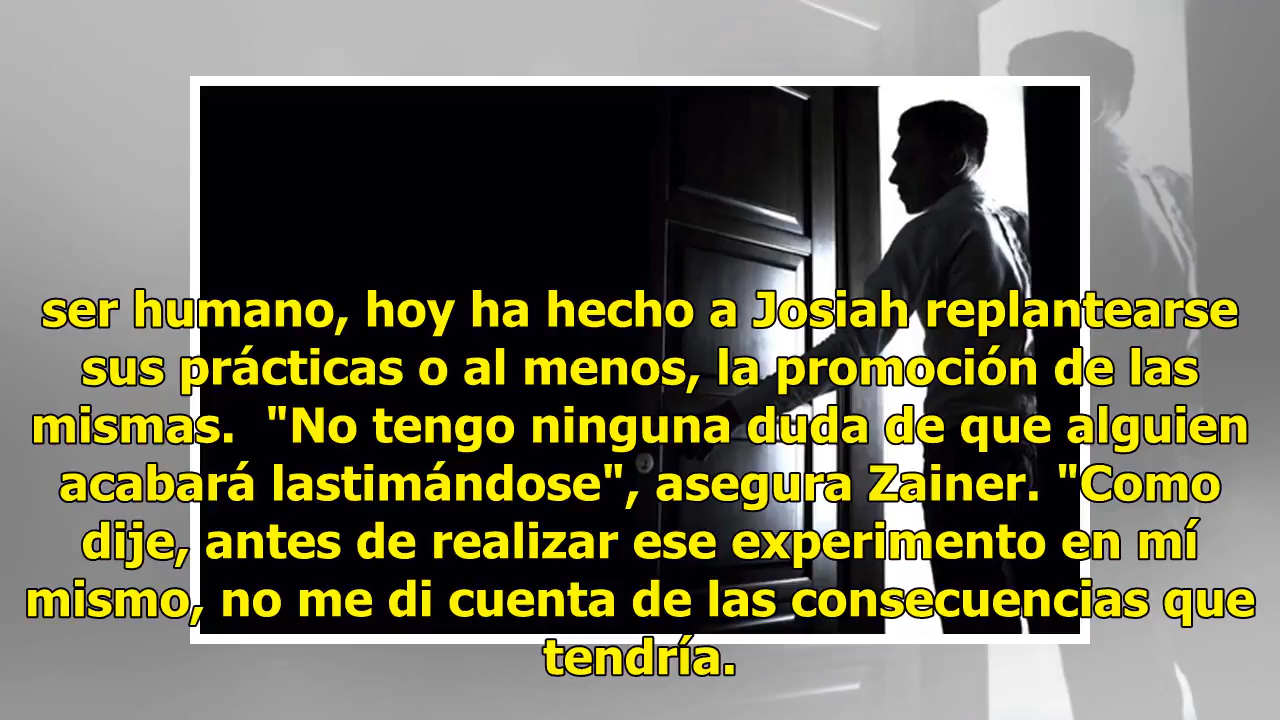 ser humano, hoy ha hecho a Josiah replantearse
sus prácticas o al menos, la promoción de las
mismas.  "No tengo ninguna duda de que alguien
acabará lastimándose", asegura Zainer. "Como
dije, antes de realizar ese experimento en mí
mismo, no me di cuenta de las consecuencias que
tendría.